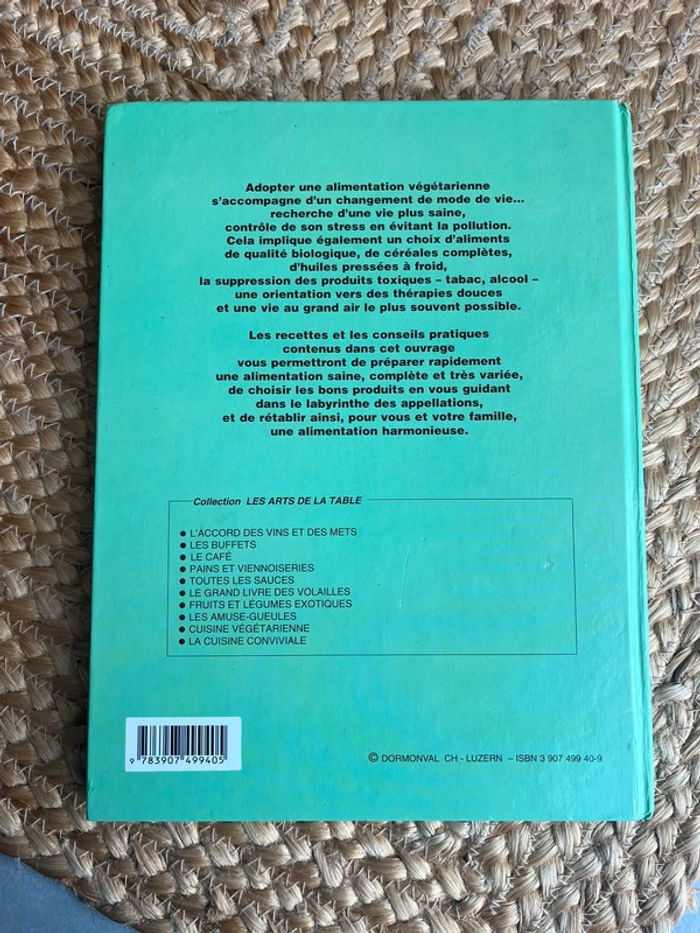 Adopter une alimentation végétarienne
s'accompagne d'un changement de mode de vie...
recherche d'une vie plus saine,
contrôle de son stress en évitant la pollution.
Cela implique également un choix d'aliments
de qualité biologique, de céréales complètes,
d'huiles pressées à froid,
la suppression des produits toxiques – tabac, alcool –
une orientation vers des thérapies douces
et une vie au grand air le plus souvent possible.
Les recettes et les conseils pratiques
contenus dans cet ouvrage
vous permettront de préparer rapidement
une alimentation saine, complète et très variée,
de choisir les bons produits en vous guidant
dans le labyrinthe des appellations,
et de rétablir ainsi, pour vous et votre famille,
une alimentation harmonieuse.
Collection LES ARTS DE LA TABLE
● L'ACCORD DES VINS ET DES METS
● LES BUFFETS
● LE CAFÉ
● PAINS ET VIENNOISERIES
● TOUTES LES SAUCES
● LE GRAND LIVRE DES VOLAILLES
● FRUITS ET LÉGUMES EXOTIQUES
● LES AMUSE-GUEULES
● CUISINE VÉGÉTARIENNE
● LA CUISINE CONVIVIALE
9 783907 499405
© DORMONVAL CH - LUZERN – ISBN 3 907 499 40-9